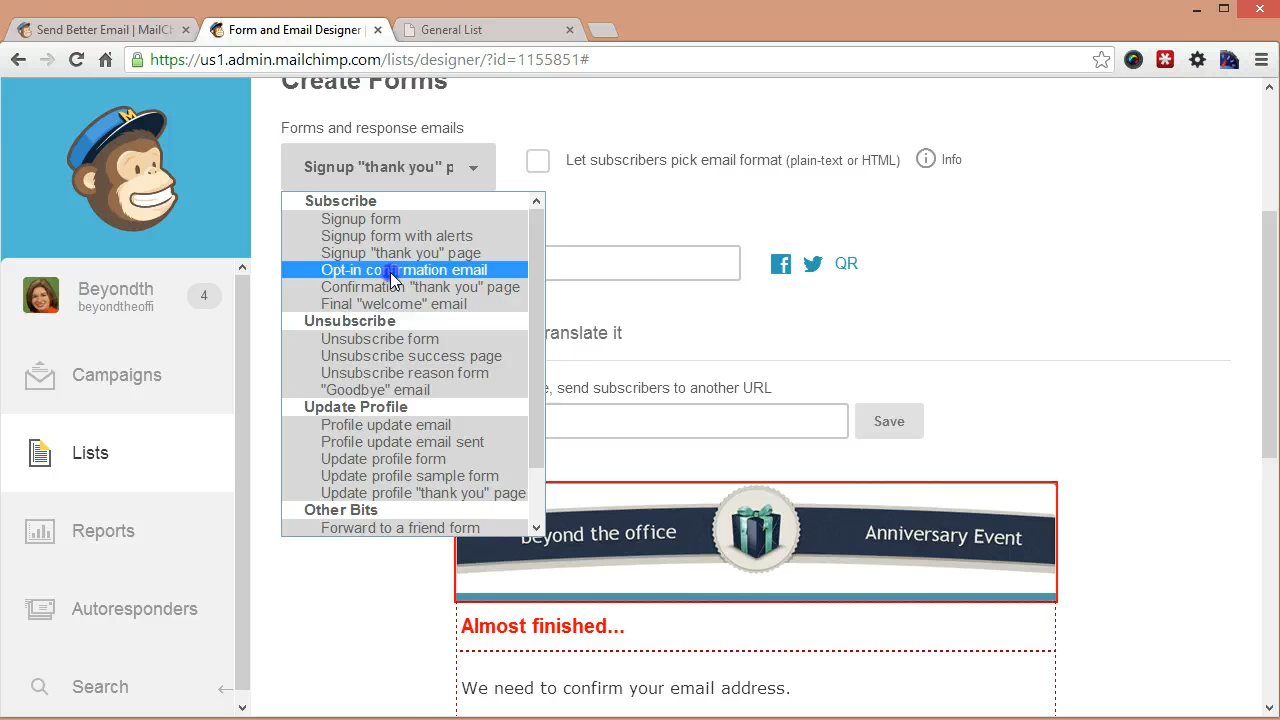 Send Better Email | MailCh
Form and Email Designer
General List
https://us1.admin.mailchimp.com/lists/designer/?id=1155851#
Create Forms
Forms and response emails
Signup "thank you" p
Let subscribers pick email format (plain-text or HTML)
Info
Subscribe
Signup form
Signup form with alerts
Signup "thank you" page
Opt-in confirmation email
Confirmation "thank you" page
Final "welcome" email
Unsubscribe
Unsubscribe form
Unsubscribe success page
Unsubscribe reason form
"Goodbye" email
Update Profile
Profile update email
Profile update email sent
Update profile form
Update profile sample form
Update profile "thank you" page
Other Bits
Forward to a friend form
QR
ranslate it
e, send subscribers to another URL
Save
M
Beyondth
beyondtheoffi
4
Campaigns
Lists
Reports
Autoresponders
Search
beyond the office
Anniversary Event
Almost finished...
We need to confirm your email address.